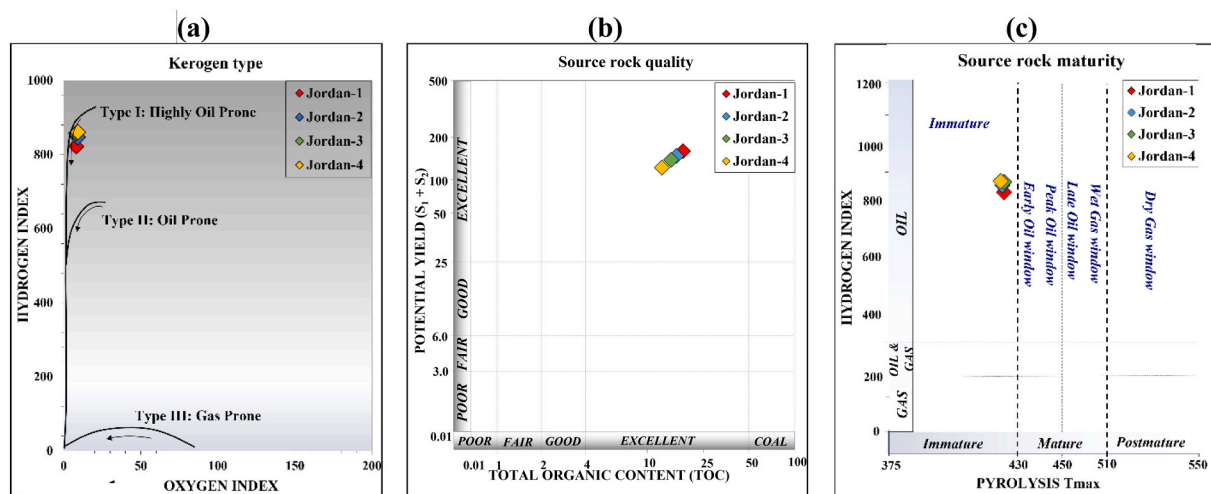 (a)
Kerogen type
1000
800
600
400
200
0
HYDROGEN INDEX
Type I: Highly Oil Prone
Type II: Oil Prone
Type III: Gas Prone
Jordan-1
Jordan-2
Jordan-3
Jordan-4
0
50
100
200
OXYGEN INDEX
(b)
Source rock quality
500
200
100
50
25
6.0
3.0
0.01
POTENTIAL YIELD (S₁ + S₂)
EXCELLENT
GOOD
FAIR
POOR
Jordan-1
Jordan-2
Jordan-3
Jordan-4
POOR FAIR GOOD EXCELLENT COAL
0.01 1 2 4 10 25 50 100
TOTAL ORGANIC CONTENT (TOC)
(c)
Source rock maturity
1200
1000
800
600
400
200
0
HYDROGEN INDEX
OIL
OIL & GAS
GAS
Immature
Early Oil window
Peak Oil window
Late Oil window
Wet Gas window
Dry Gas window
Jordan-1
Jordan-2
Jordan-3
Jordan-4
Immature Mature Postmature
375 430 450 510 550
PYROLYSIS Tmax